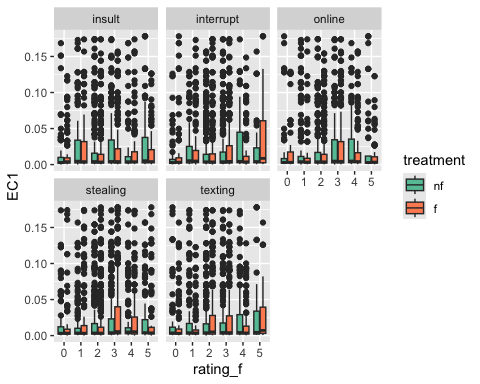 insult interrupt online
0.15
0.10
0.05
0.00
0 1 2 3 4 5
stealing texting
0.15
0.10
0.05
0.00
0 1 2 3 4 5 0 1 2 3 4 5
EC1
rating_f
treatment
nf
f